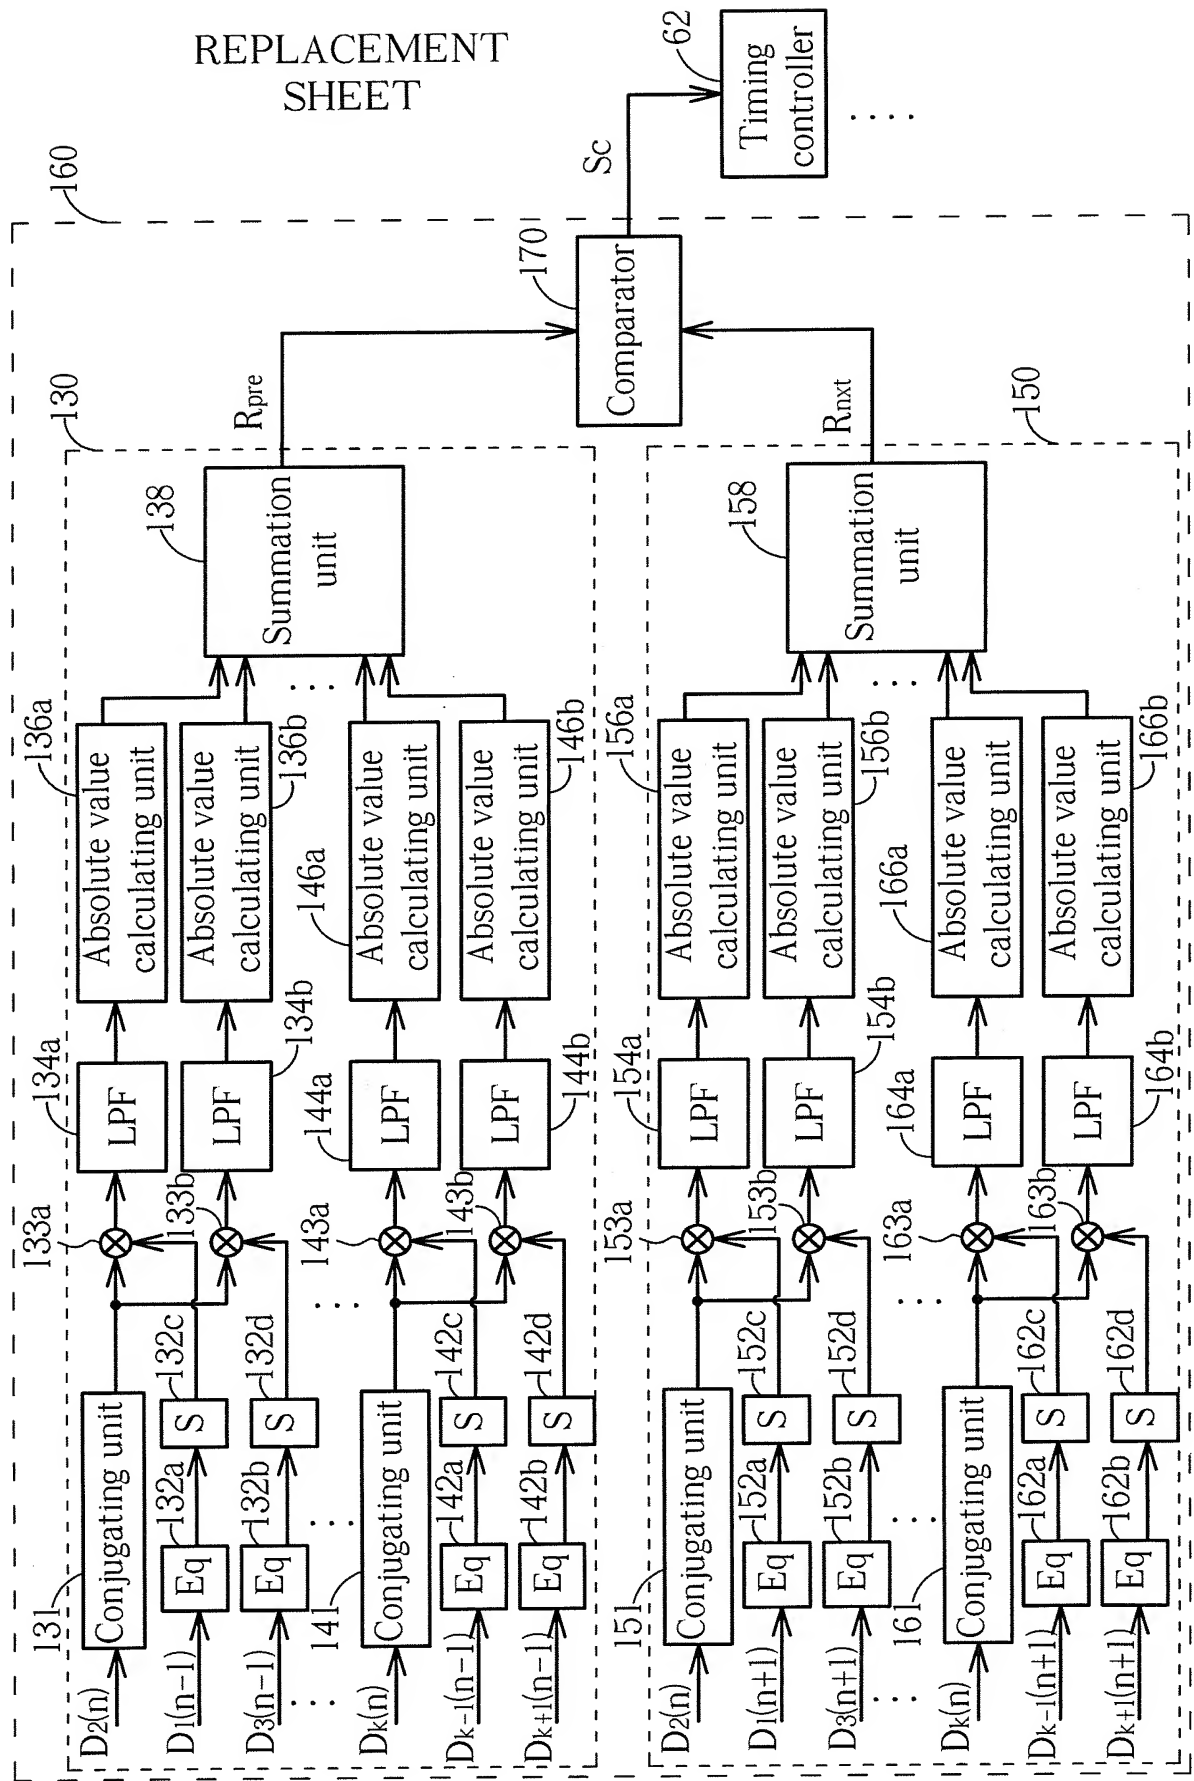 REPLACEMENT
SHEET
160
130
D2(n)
131
Conjugating unit
133a
134a
LPF
136a
Absolute value
calculating unit
D1(n-1)
Eq
132a
S
132c
133b
LPF
134b
Absolute value
calculating unit
136b
D3(n-1)
Eq
132b
S
132d
138
Summation
unit
Rpre
. . .
. . .
. . .
. . .
Dk(n)
141
Conjugating unit
143a
144a
LPF
146a
Absolute value
calculating unit
Dk-1(n-1)
Eq
142a
S
142c
143b
LPF
144b
Absolute value
calculating unit
146b
Dk+1(n-1)
Eq
142b
S
142d
170
Comparator
Sc
62
Timing
controller
. . . .
150
D2(n)
151
Conjugating unit
153a
154a
LPF
156a
Absolute value
calculating unit
D1(n+1)
Eq
152a
S
152c
153b
LPF
154b
Absolute value
calculating unit
156b
D3(n+1)
Eq
152b
S
152d
158
Summation
unit
Rnxt
. . .
. . .
. . .
. . .
Dk(n)
161
Conjugating unit
163a
164a
LPF
166a
Absolute value
calculating unit
Dk-1(n+1)
Eq
162a
S
162c
163b
LPF
164b
Absolute value
calculating unit
166b
Dk+1(n+1)
Eq
162b
S
162d